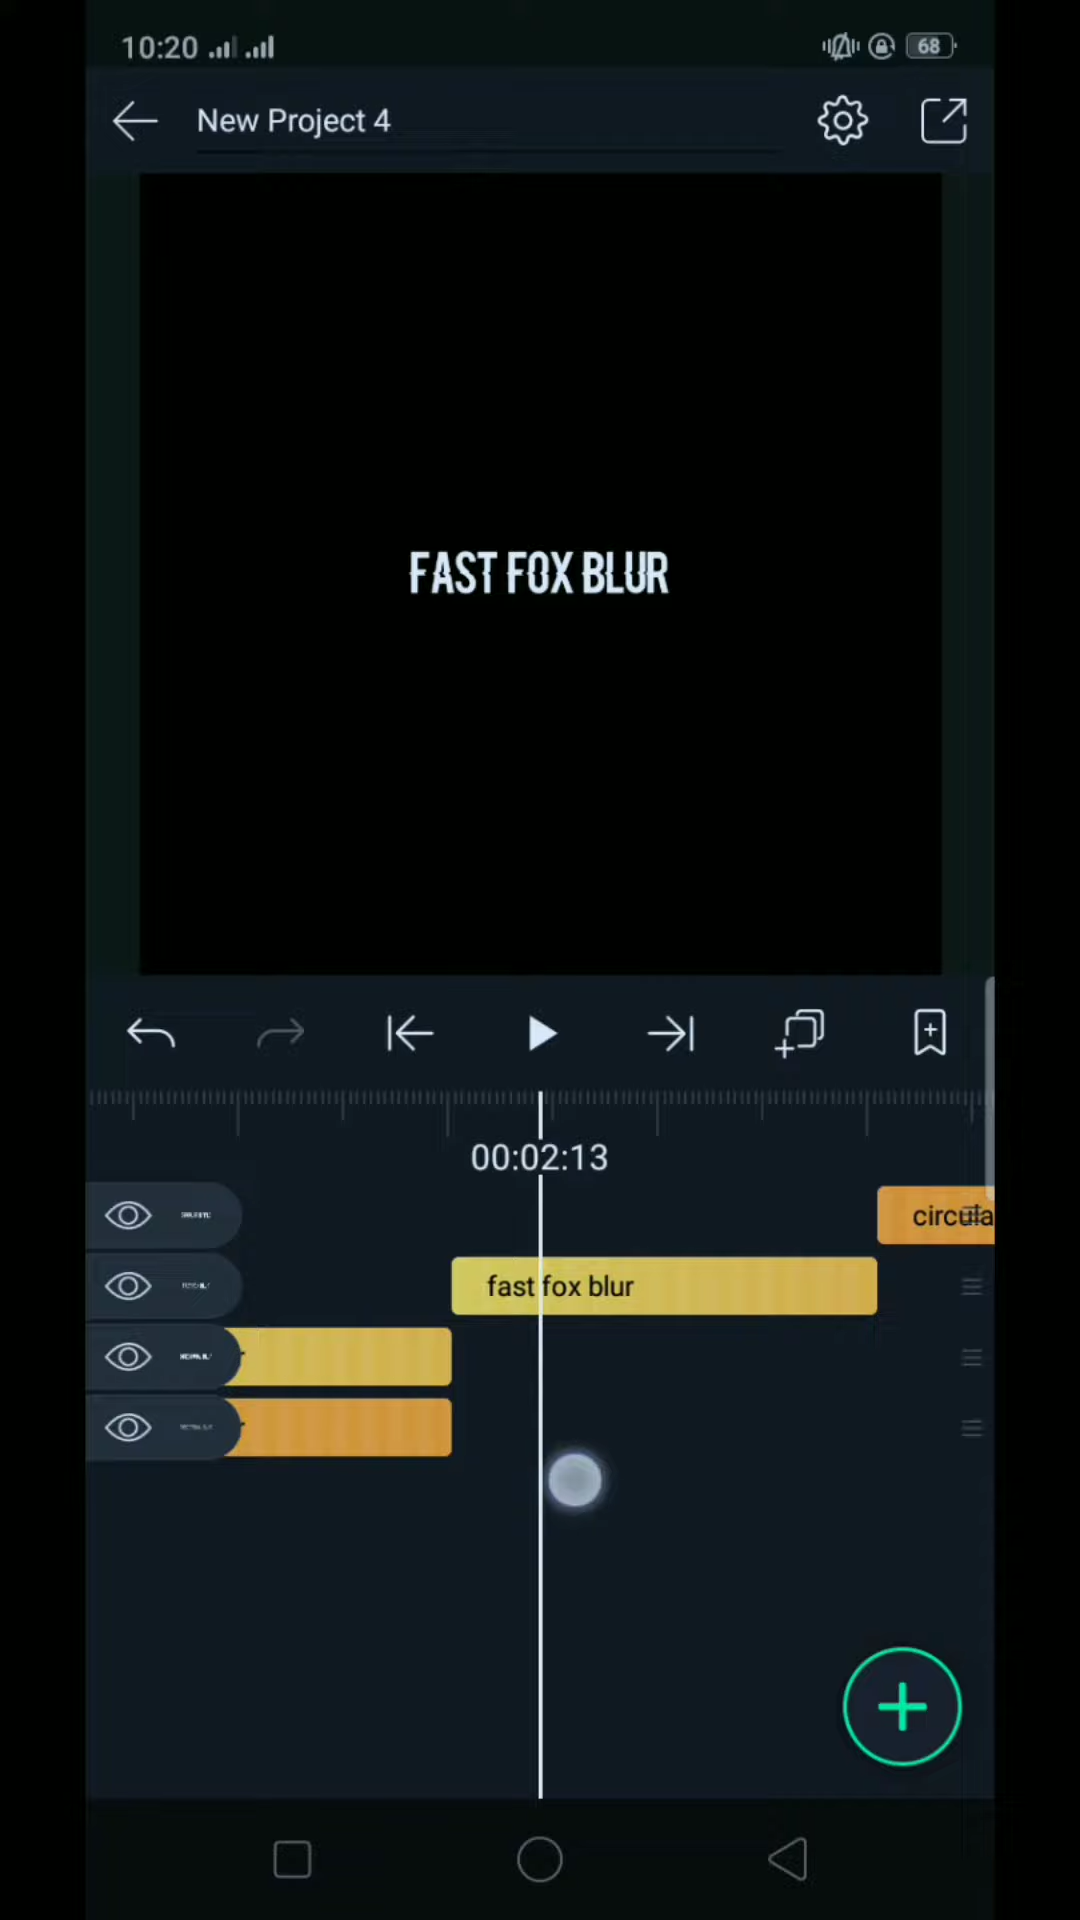 10:20
68
New Project 4
FAST FOX BLUR
00:02:13
circula
fast fox blur